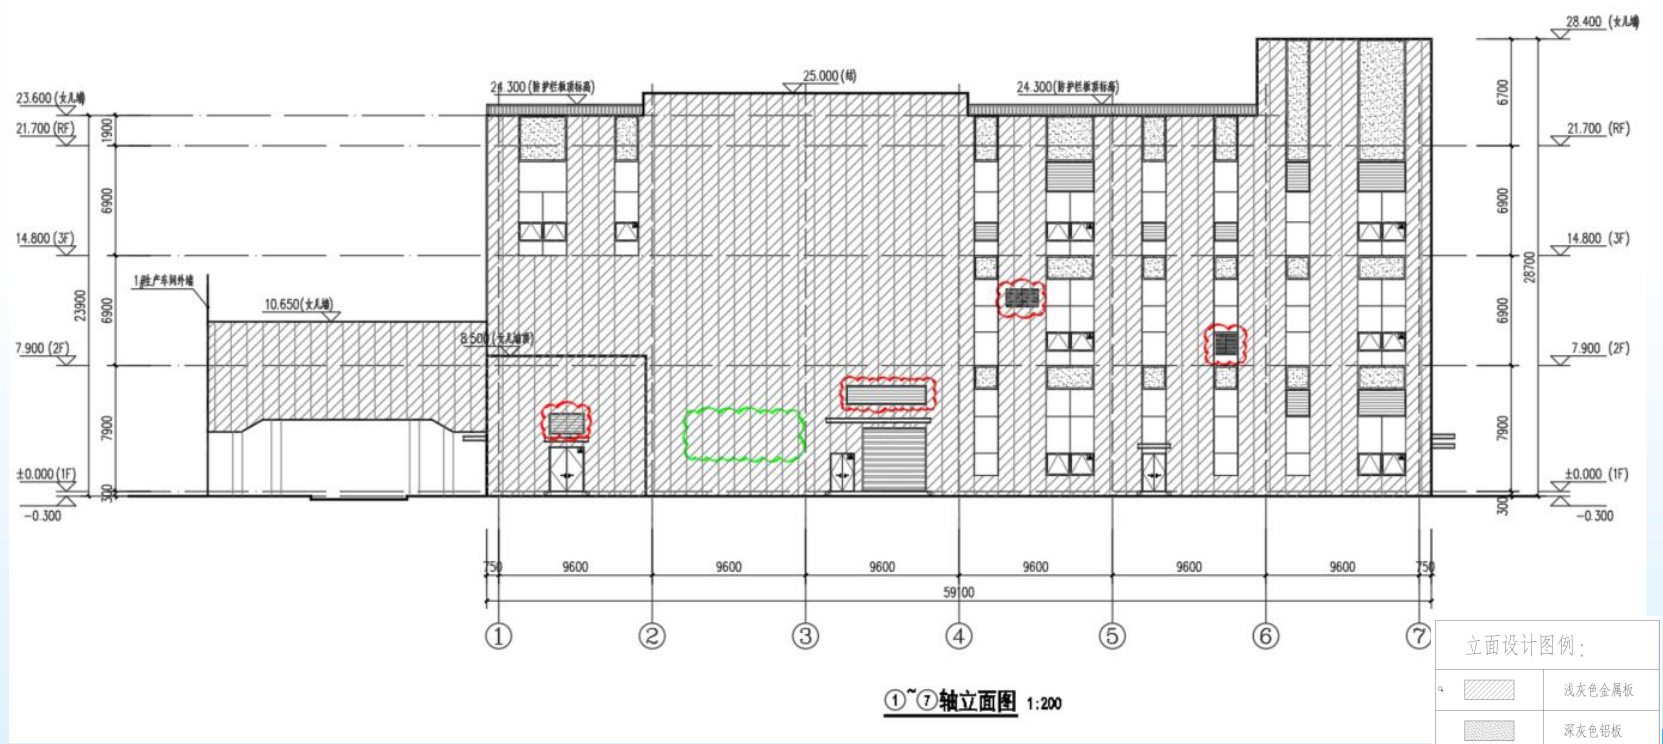 28.400 (女儿墙)
25.000 (结)
24.300 (防护栏板顶标高)
24.300 (防护栏板顶标高)
23.600 (女儿墙)
21.700 (RF)
21.700 (RF)
1900
6700
6900
6900
14.800 (3F)
14.800 (3F)
1#生产车间外墙
10.650 (女儿墙)
23900
6900
6900
28700
8.500 (女儿墙顶)
7.900 (2F)
7.900 (2F)
7900
7900
±0.000 (1F)
±0.000 (1F)
300
300
-0.300
-0.300
750
9600
9600
9600
9600
9600
9600
750
59100
①
②
③
④
⑤
⑥
⑦
①~⑦轴立面图 1:200
立面设计图例:
浅灰色金属板
深灰色铝板